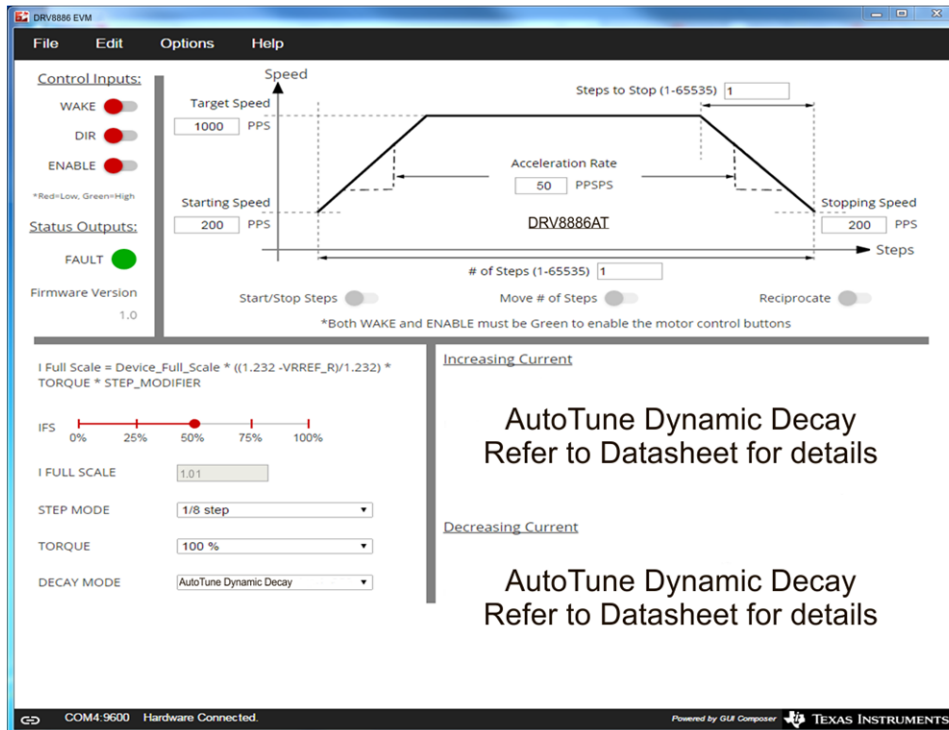 DRV8886 EVM
File Edit Options Help
Control Inputs:
WAKE
DIR
ENABLE
*Red=Low, Green=High
Status Outputs:
FAULT
Firmware Version
1.0
Speed
Target Speed
1000 PPS
Steps to Stop (1-65535) 1
Acceleration Rate
50 PPSPS
Starting Speed
200 PPS
DRV8886AT
Stopping Speed
200 PPS
Steps
# of Steps (1-65535) 1
Start/Stop Steps Move # of Steps Reciprocate
*Both WAKE and ENABLE must be Green to enable the motor control buttons
I Full Scale = Device_Full_Scale * ((1.232 -VRREF_R)/1.232) *
TORQUE * STEP_MODIFIER
IFS
0% 25% 50% 75% 100%
I FULL SCALE 1.01
STEP MODE 1/8 step
TORQUE 100 %
DECAY MODE AutoTune Dynamic Decay
Increasing Current
AutoTune Dynamic Decay
Refer to Datasheet for details
Decreasing Current
AutoTune Dynamic Decay
Refer to Datasheet for details
COM4:9600 Hardware Connected.
Powered by GUI Composer TEXAS INSTRUMENTS